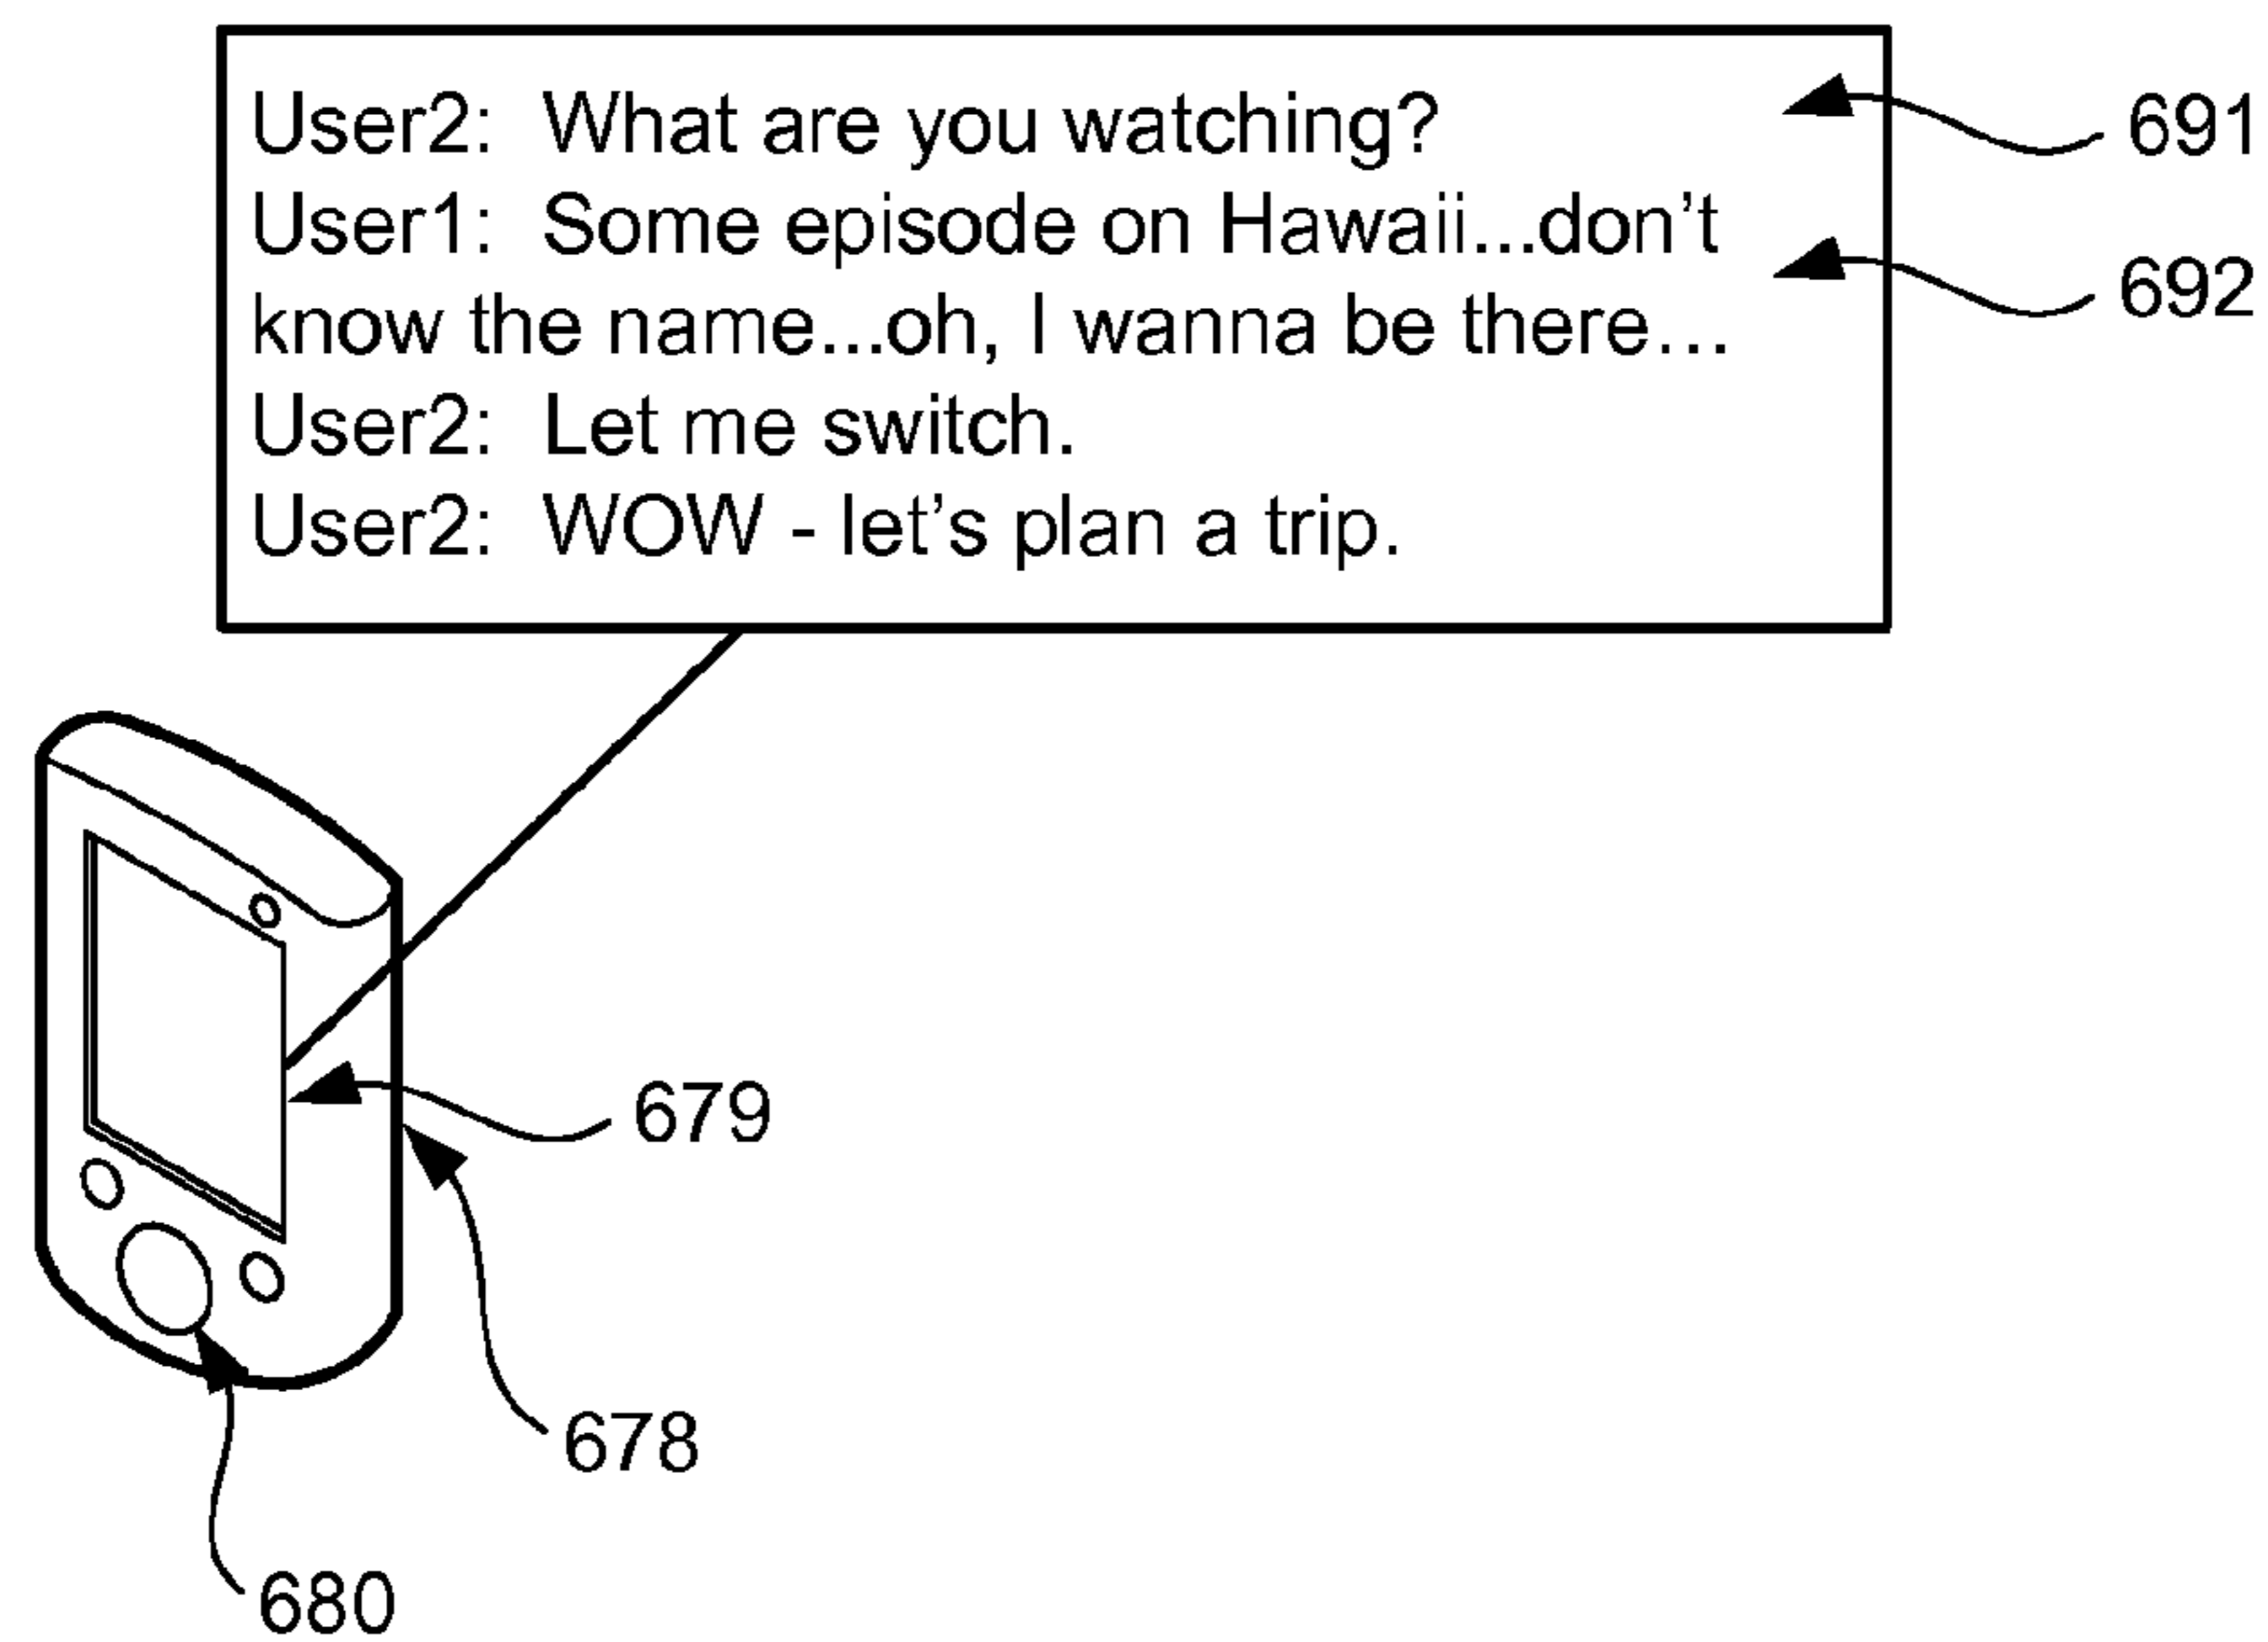 User2: What are you watching?
User1: Some episode on Hawaii...don't
know the name...oh, I wanna be there...
User2: Let me switch.
User2: WOW - let's plan a trip.
691
692
679
678
680